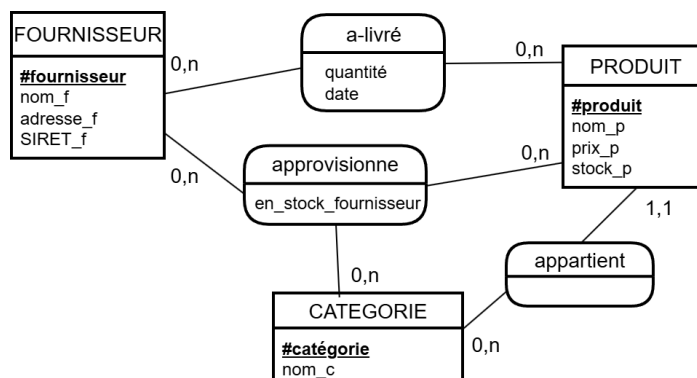 FOURNISSEUR
#fournisseur
nom_f
adresse_f
SIRET_f
0,n
a-livré
quantité
date
0,n
PRODUIT
#produit
nom_p
prix_p
stock_p
0,n
approvisionne
en_stock_fournisseur
0,n
1,1
appartient
0,n
CATEGORIE
#catégorie
nom_c
0,n